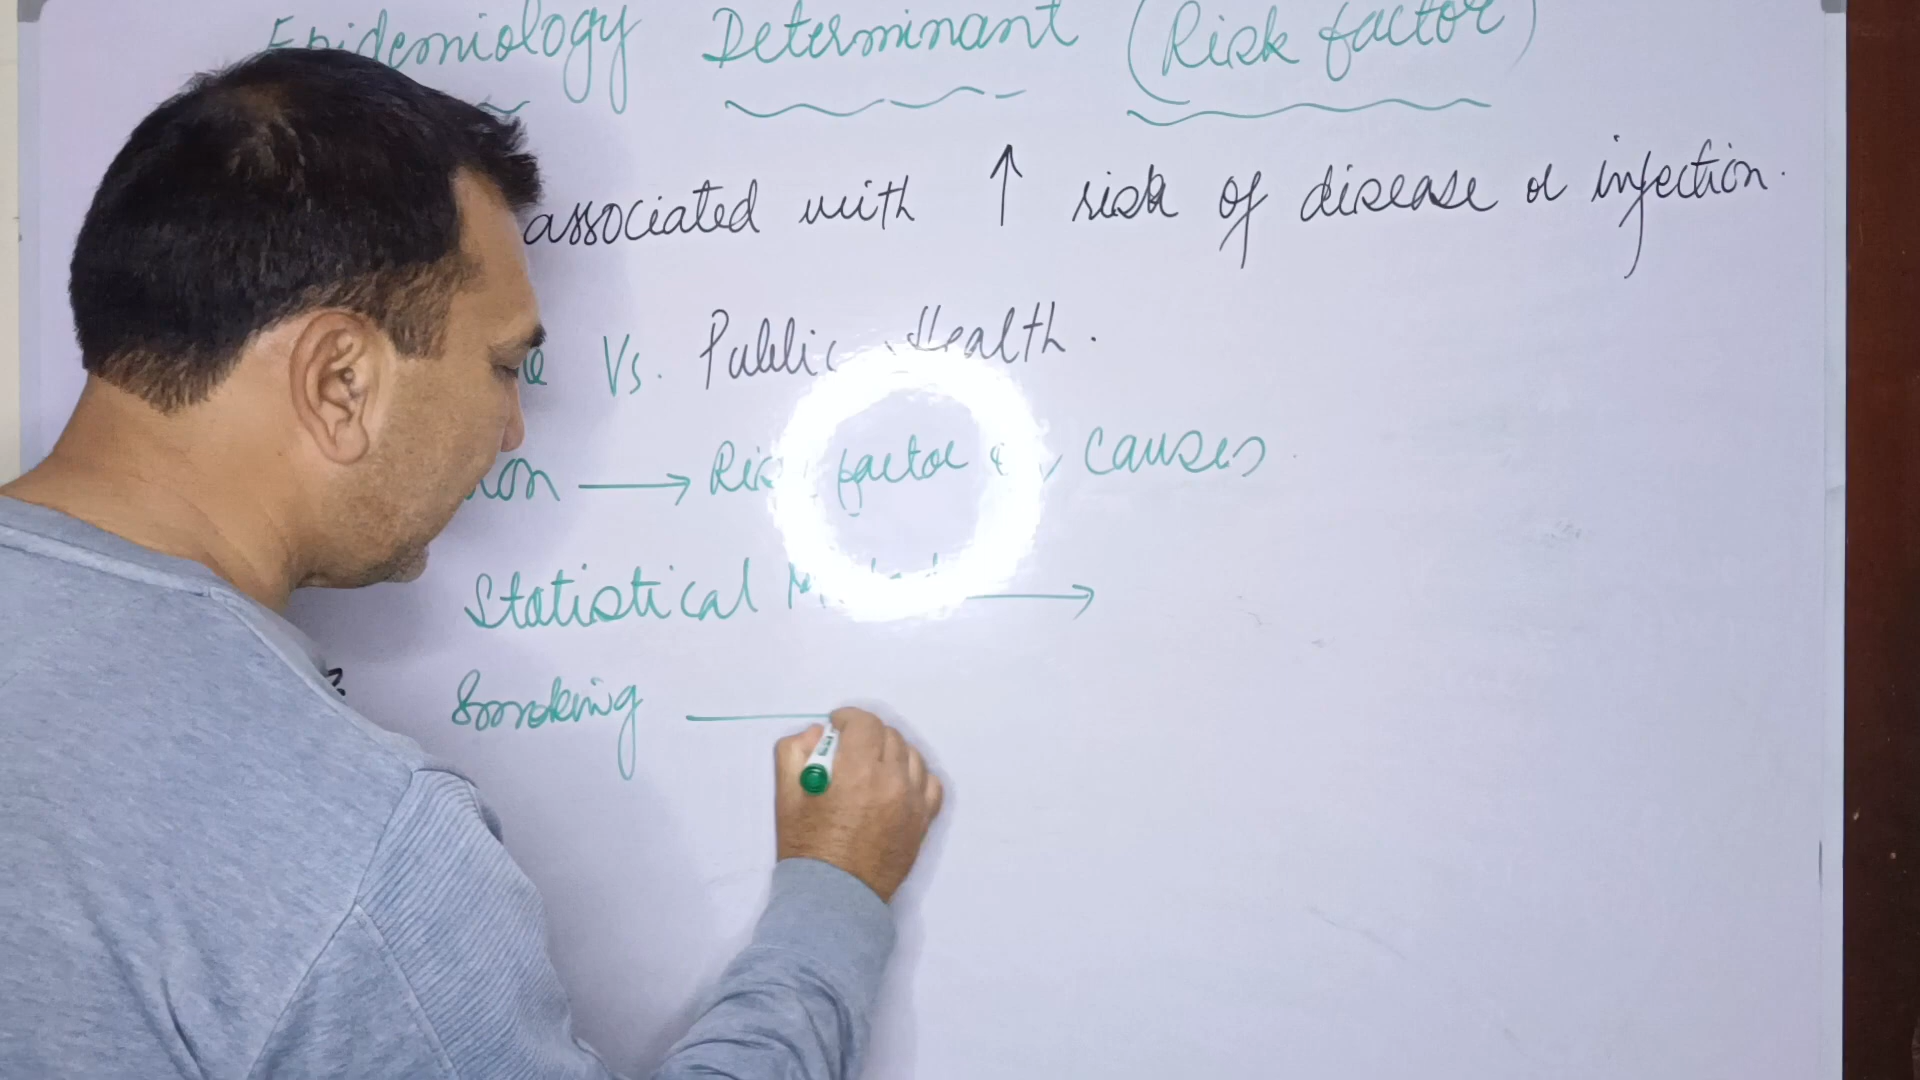 Epidemiology Determinant (Risk factor)
associated with ↑ risk of disease or infection.
Vs. Public Health.
→ Risk factor causes
Statistical →
Smoking